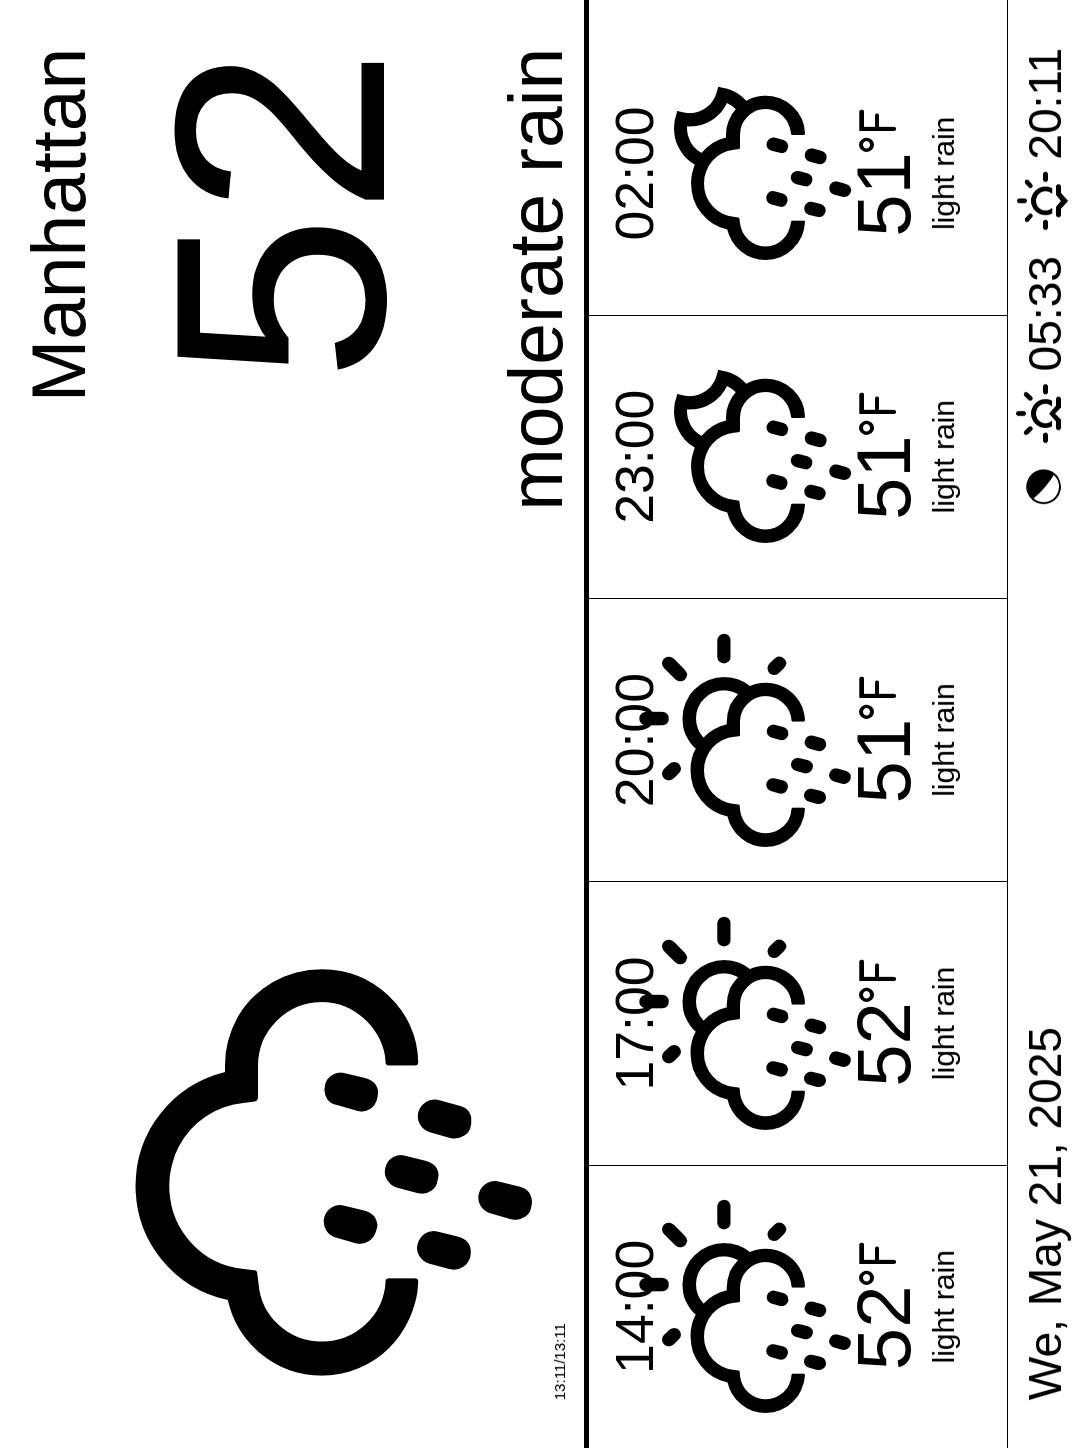 Manhattan
52
moderate rain
13:11/13:11
14:00
52°F
light rain
17:00
52°F
light rain
20:00
51°F
light rain
23:00
51°F
light rain
02:00
51°F
light rain
We, May 21, 2025
05:33
20:11